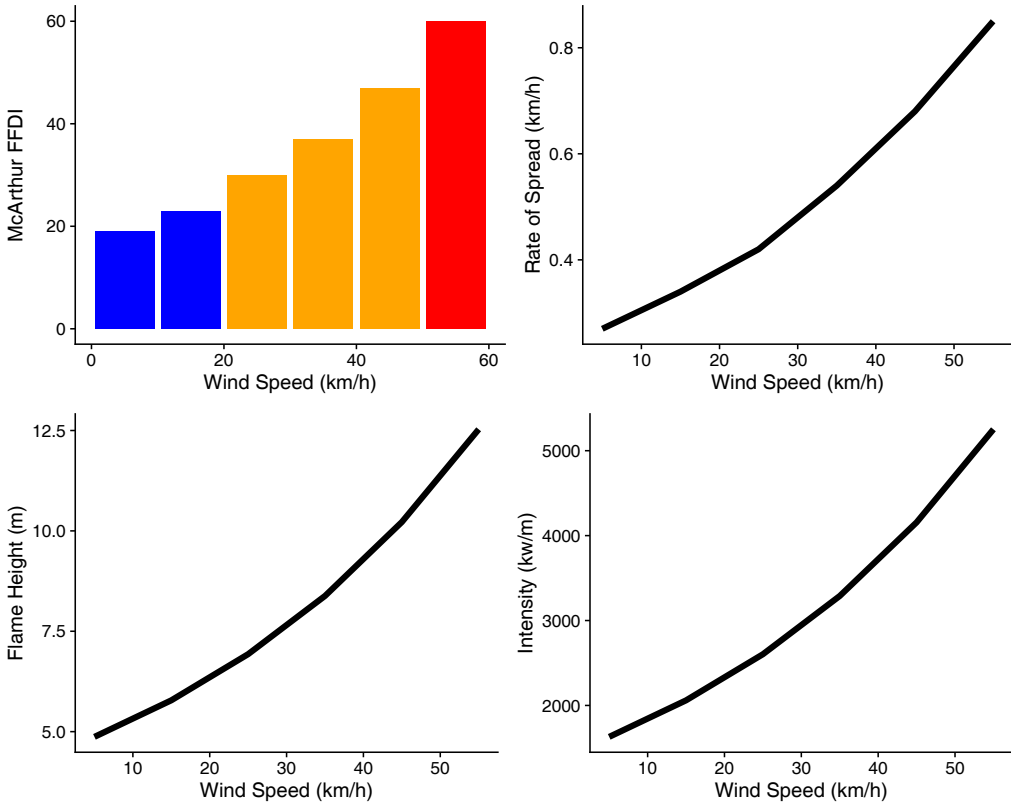 McArthur FFDI
60
40
20
0
0 20 40 60
Wind Speed (km/h)
Rate of Spread (km/h)
0.8
0.6
0.4
10 20 30 40 50
Wind Speed (km/h)
Flame Height (m)
12.5
10.0
7.5
5.0
10 20 30 40 50
Wind Speed (km/h)
Intensity (kw/m)
5000
4000
3000
2000
10 20 30 40 50
Wind Speed (km/h)